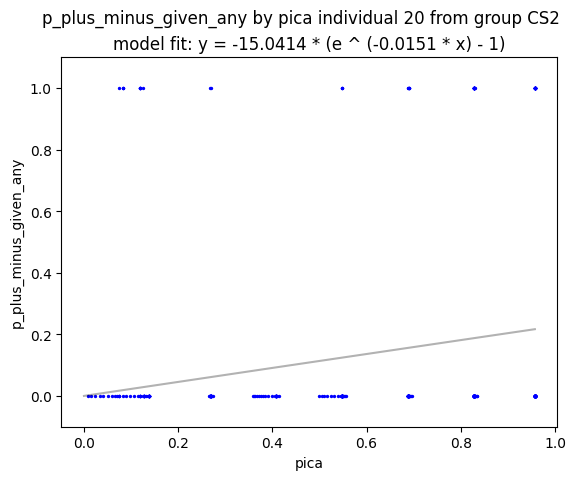 p_plus_minus_given_any by pica individual 20 from group CS2
model fit: y = -15.0414 * (e ^ (-0.0151 * x) - 1)
1.0
0.8
0.6
0.4
0.2
0.0
p_plus_minus_given_any
0.0 0.2 0.4 0.6 0.8 1.0
pica